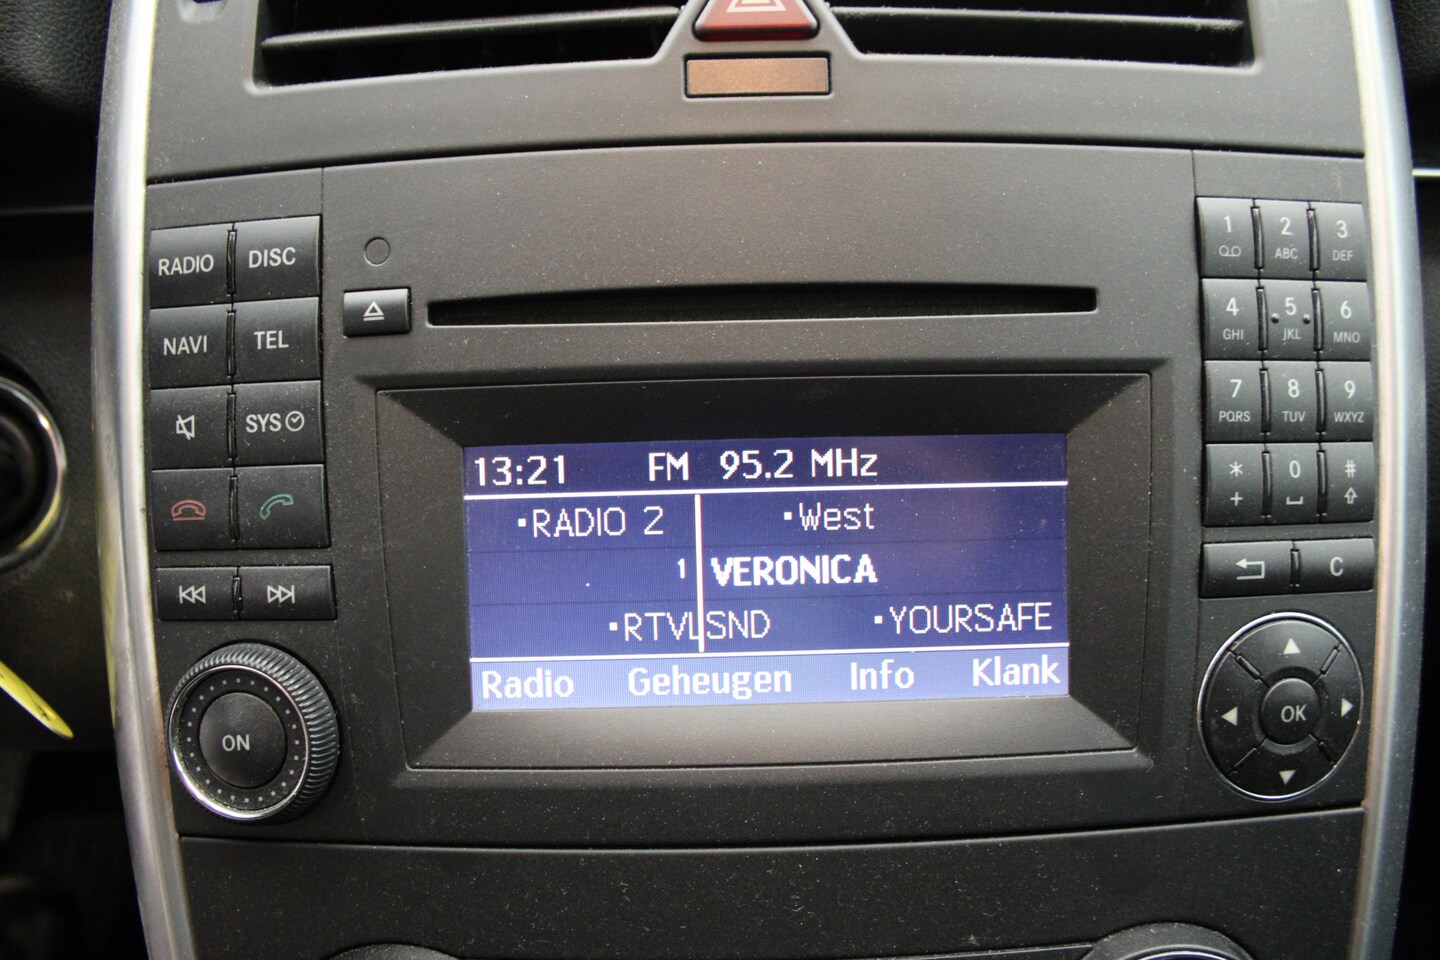 RADIO DISC
NAVI TEL
SYS
ON
13:21 FM 95.2 MHz
RADIO 2 West
1 VERONICA
RTVLSND YOURSAFE
Radio Geheugen Info Klank
1 2 3
ABC DEF
4 5 6
GHI JKL MNO
7 8 9
PQRS TUV WXYZ
* 0 #
+
C
OK